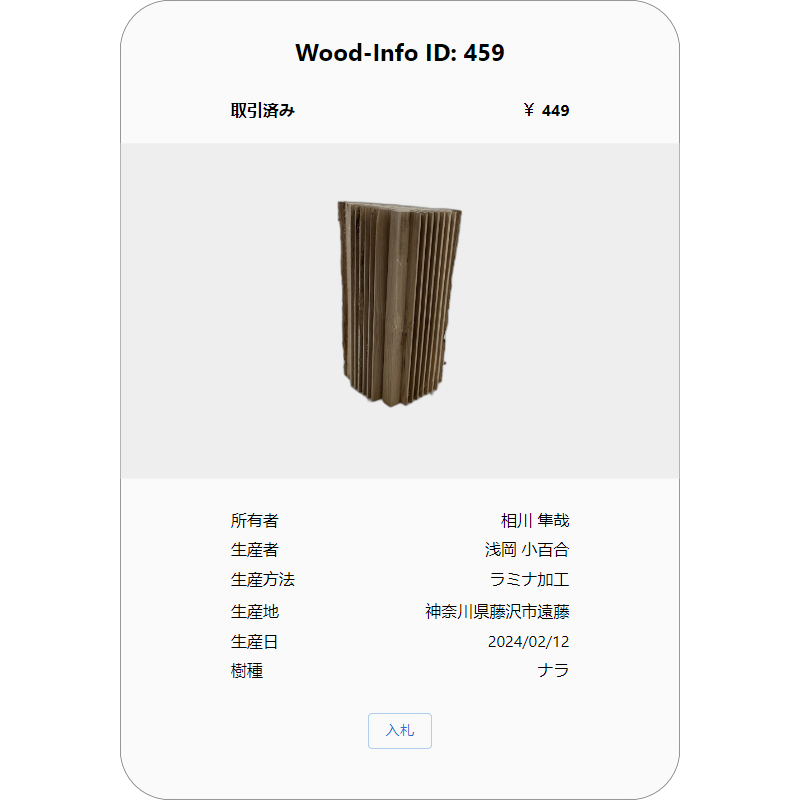 Wood-Info ID: 459
取引済み ￥ 449
所有者 相川 隼哉
生産者 浅岡 小百合
生産方法 ラミナ加工
生産地 神奈川県藤沢市遠藤
生産日 2024/02/12
樹種 ナラ
入札